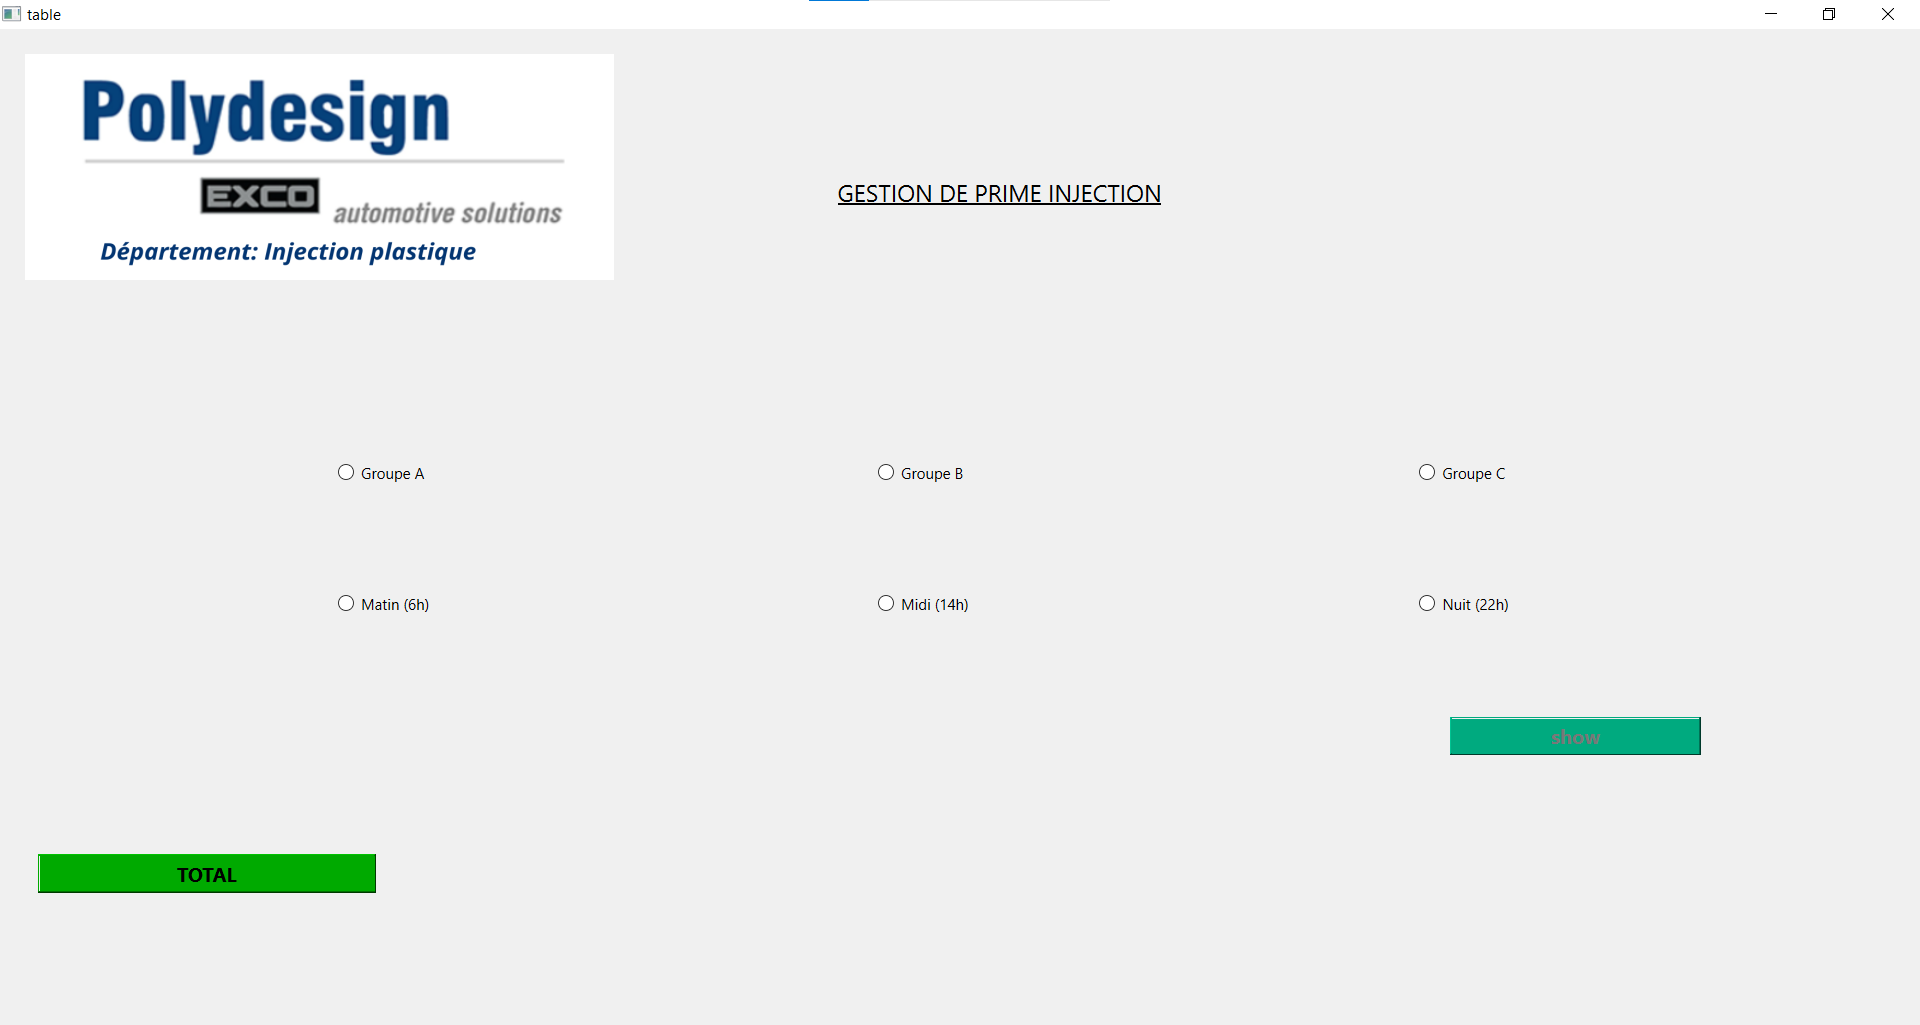 table
Polydesign
EXCO automotive solutions
Département: Injection plastique
GESTION DE PRIME INJECTION
Groupe A Groupe B Groupe C
Matin (6h) Midi (14h) Nuit (22h)
show
TOTAL